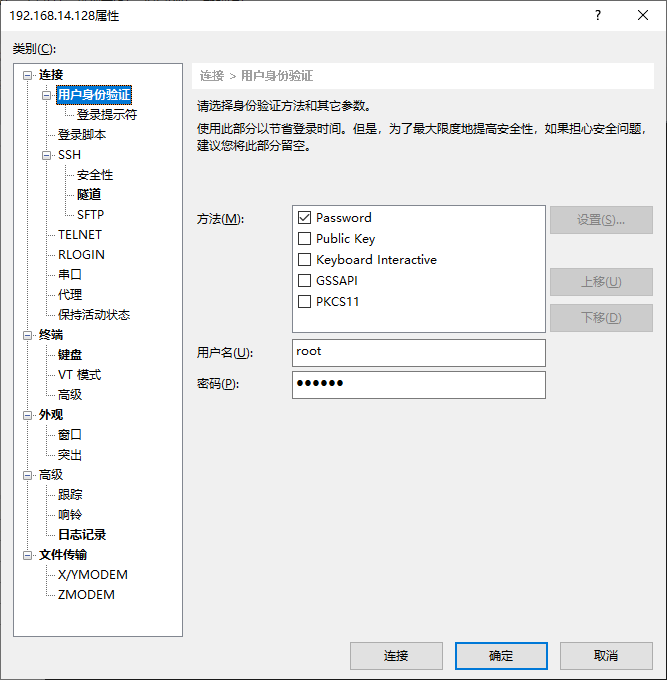 192.168.14.128属性
类别(C):
连接
用户身份验证
登录提示符
登录脚本
SSH
安全性
隧道
SFTP
TELNET
RLOGIN
串口
代理
保持活动状态
终端
键盘
VT 模式
高级
外观
窗口
突出
高级
跟踪
响铃
日志记录
文件传输
X/YMODEM
ZMODEM
连接 > 用户身份验证
请选择身份验证方法和其它参数。
使用此部分以节省登录时间。但是，为了最大限度地提高安全性，如果担心安全问题，
建议您将此部分留空。
方法(M):
Password
Public Key
Keyboard Interactive
GSSAPI
PKCS11
设置(S)...
上移(U)
下移(D)
用户名(U):
root
密码(P):
连接
确定
取消